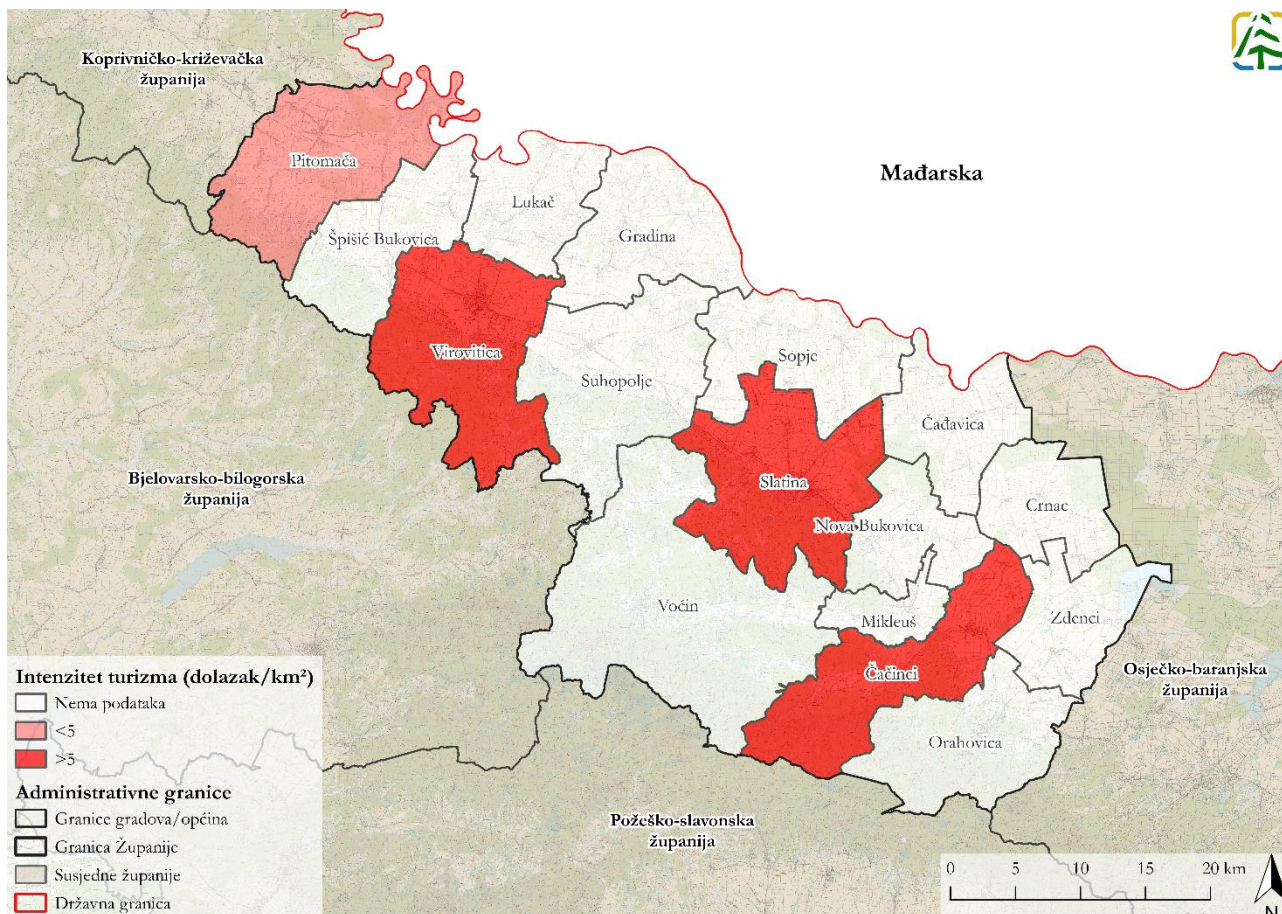 Koprivničko-križevačka
županija
Pitomača
Mađarska
Lukač
Gradina
Špišić Bukovica
Virovitica
Suhopolje
Sopje
Čađavica
Bjelovarsko-bilogorska
županija
Slatina
Crnac
Nova Bukovica
Voćin
Mikleuš
Zdenci
Čačinci
Osječko-baranjska
županija
Orahovica
Požeško-slavonska
županija
Intenzitet turizma (dolazak/km²)
Nema podataka
<5
>5
Administrativne granice
Granice gradova/općina
Granica Županije
Susjedne županije
Državna granica
0 5 10 15 20 km
N